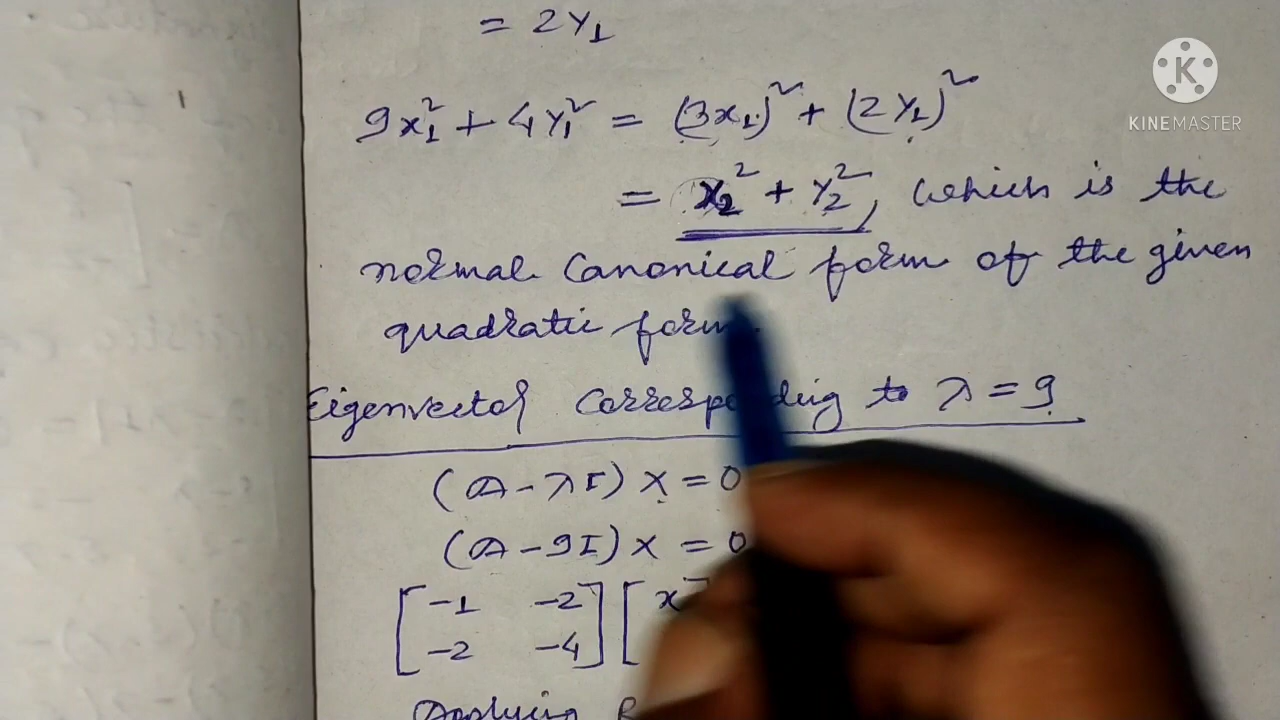 = 2Y₁
9x₁² + 4Y₁² = (3x₁)² + (2Y₁)²
= x₂² + Y₂², which is the
normal canonical form of the given
quadratic form.
Eigenvector corresponding to λ = 9
(A - λI) X = 0
(A - 9I) X = 0
[-1 -2] [x
-2 -4] [
Applying
K
KINEMASTER